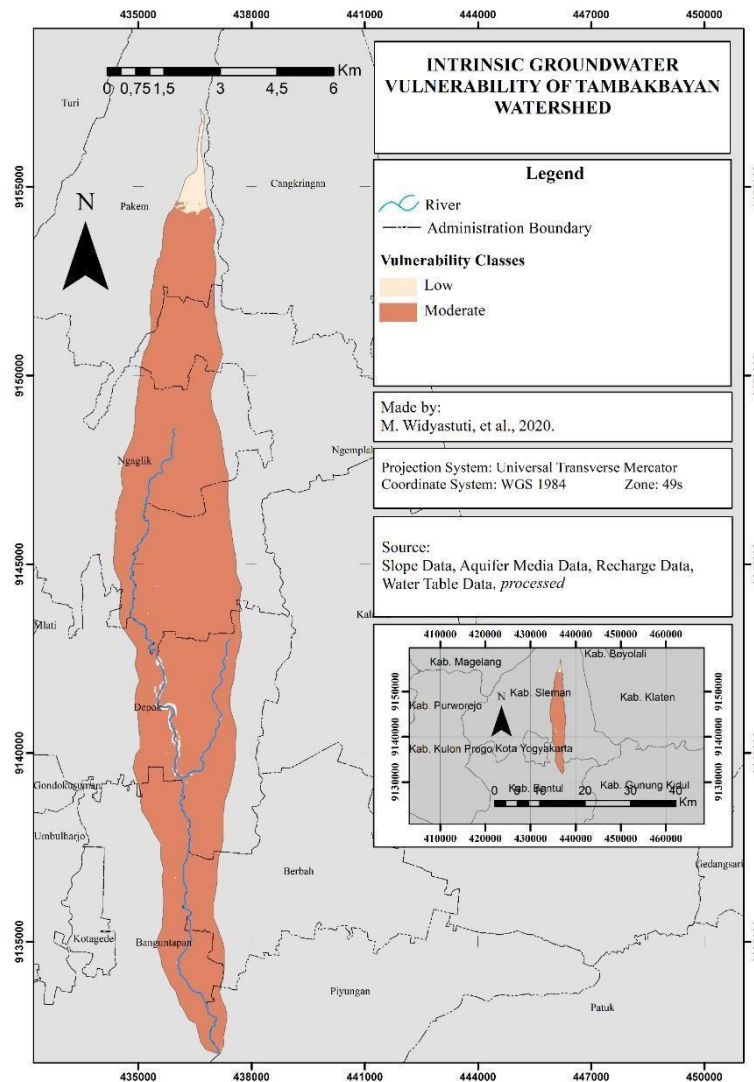 435000 438000 441000 444000 447000 450000
INTRINSIC GROUNDWATER
VULNERABILITY OF TAMBAKBAYAN
WATERSHED
Km
0 0,75 1,5 3 4,5 6
Turi
Cangkringan
Pakem
N
9155000
9150000
9145000
9140000
9135000
Legend
River
Administration Boundary
Vulnerability Classes
Low
Moderate
Made by:
M. Widyastuti, et al., 2020.
Projection System: Universal Transverse Mercator
Coordinate System: WGS 1984 Zone: 49s
Source:
Slope Data, Aquifer Media Data, Recharge Data,
Water Table Data, processed
Ngaglik
Ngemplak
Mlati
Depok
Gondokusuman
Umbulharjo
Kotagede
Banguntapan
Berbah
Piyungan
Patuk
Gedangsari
410000 420000 430000 440000 450000 460000
Kab. Magelang
Kab. Boyolali
N
Kab. Sleman
Kab. Klaten
Kab. Purworejo
Kab. Kulon Progo
Kota Yogyakarta
Kab. Bantul
Kab. Gunung Kidul
9150000
9140000
9130000
9150000
9140000
9130000
0 5 10 20 30 40
Km
410000 420000 430000 440000 450000 460000
435000 438000 441000 444000 447000 450000